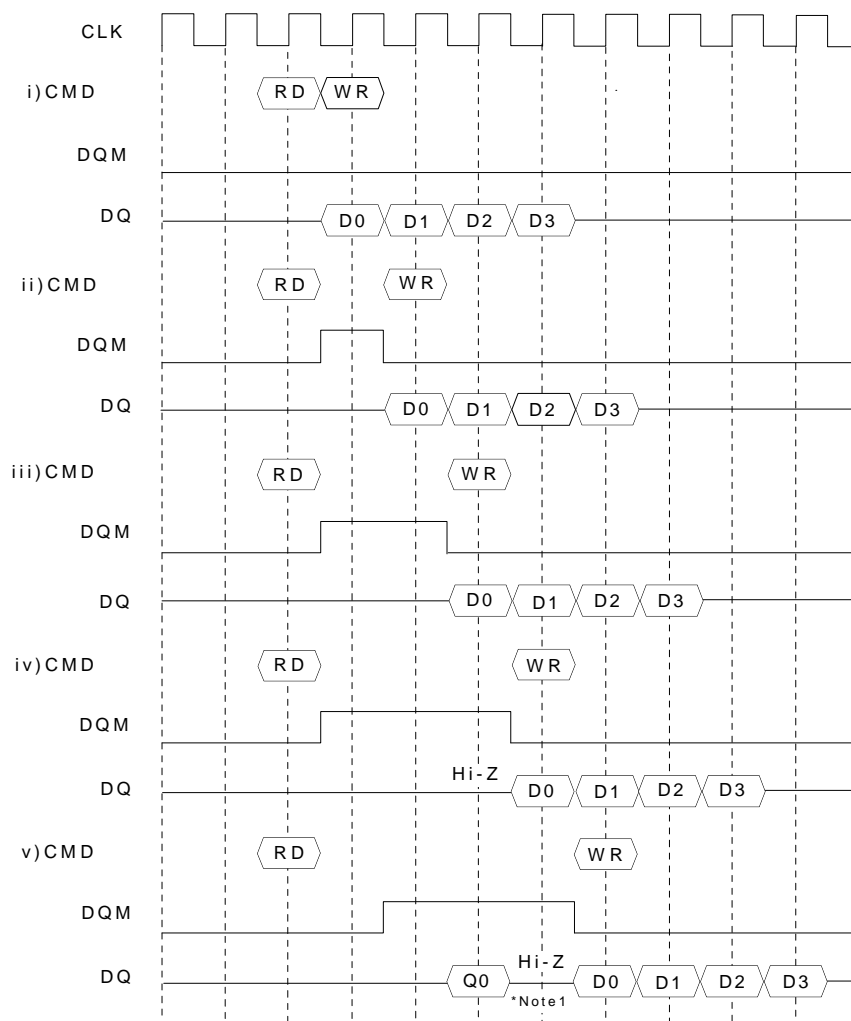 CLK
i)CMD RD WR
DQM
DQ D0 D1 D2 D3
ii)CMD RD WR
DQM
DQ D0 D1 D2 D3
iii)CMD RD WR
DQM
DQ D0 D1 D2 D3
iv)CMD RD WR
DQM
Hi-Z
DQ D0 D1 D2 D3
v)CMD RD WR
DQM
Hi-Z
DQ Q0 D0 D1 D2 D3
*Note1